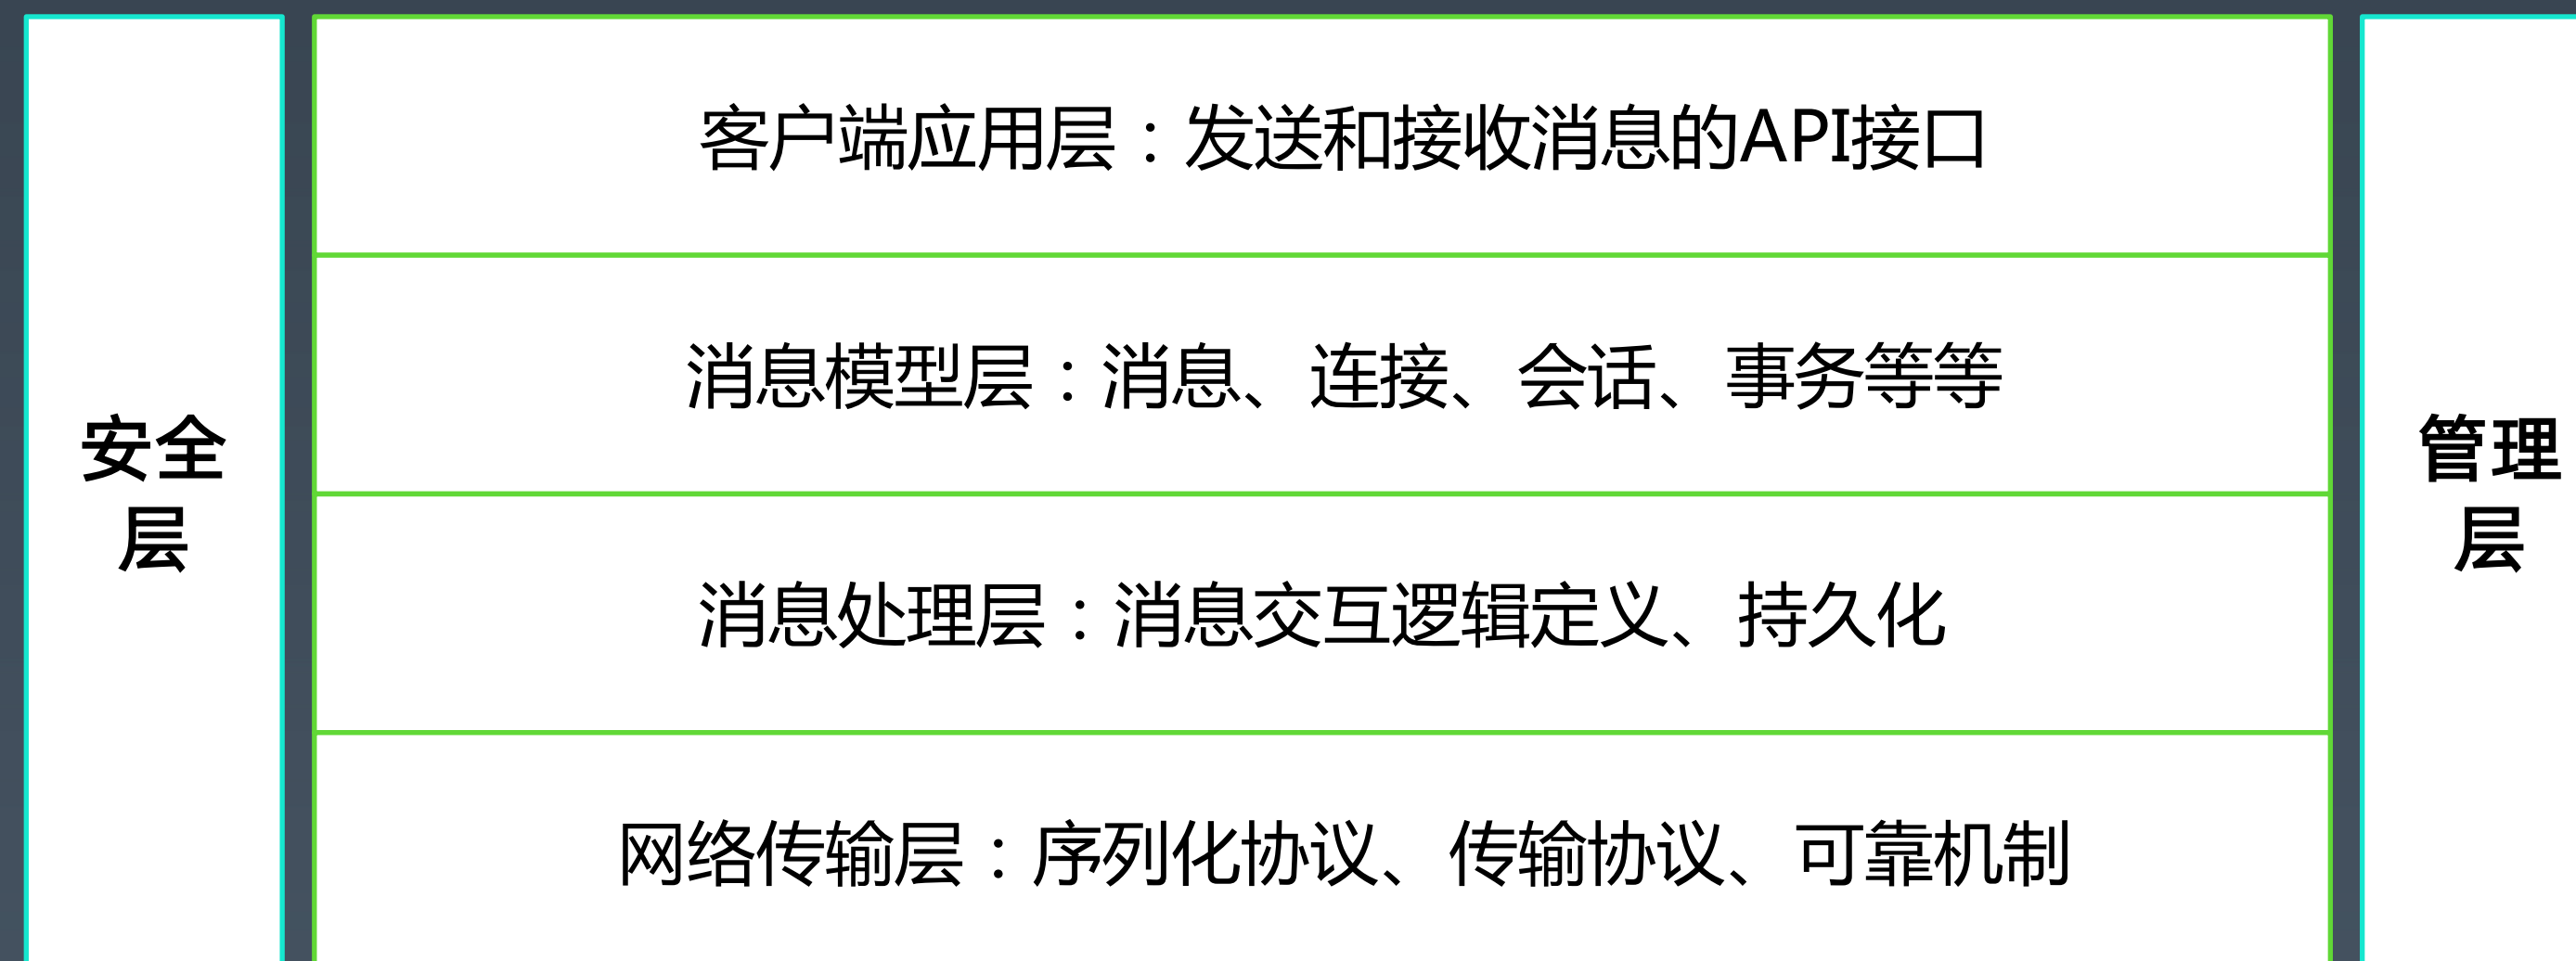 安全
层
客户端应用层：发送和接收消息的API接口
消息模型层：消息、连接、会话、事务等等
消息处理层：消息交互逻辑定义、持久化
网络传输层：序列化协议、传输协议、可靠机制
管理
层